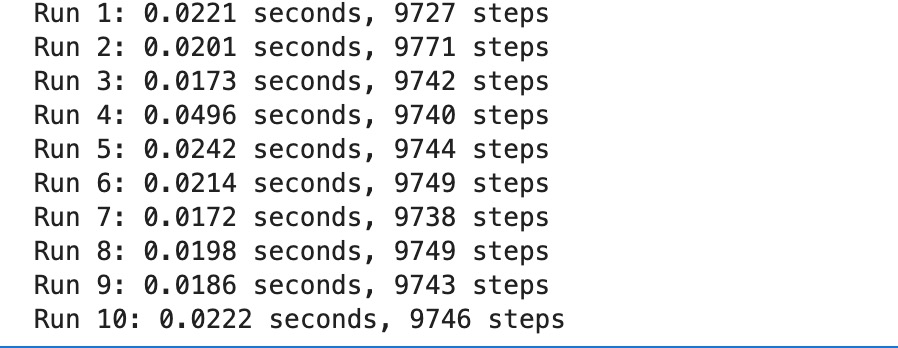 Run 1: 0.0221 seconds, 9727 steps
Run 2: 0.0201 seconds, 9771 steps
Run 3: 0.0173 seconds, 9742 steps
Run 4: 0.0496 seconds, 9740 steps
Run 5: 0.0242 seconds, 9744 steps
Run 6: 0.0214 seconds, 9749 steps
Run 7: 0.0172 seconds, 9738 steps
Run 8: 0.0198 seconds, 9749 steps
Run 9: 0.0186 seconds, 9743 steps
Run 10: 0.0222 seconds, 9746 steps